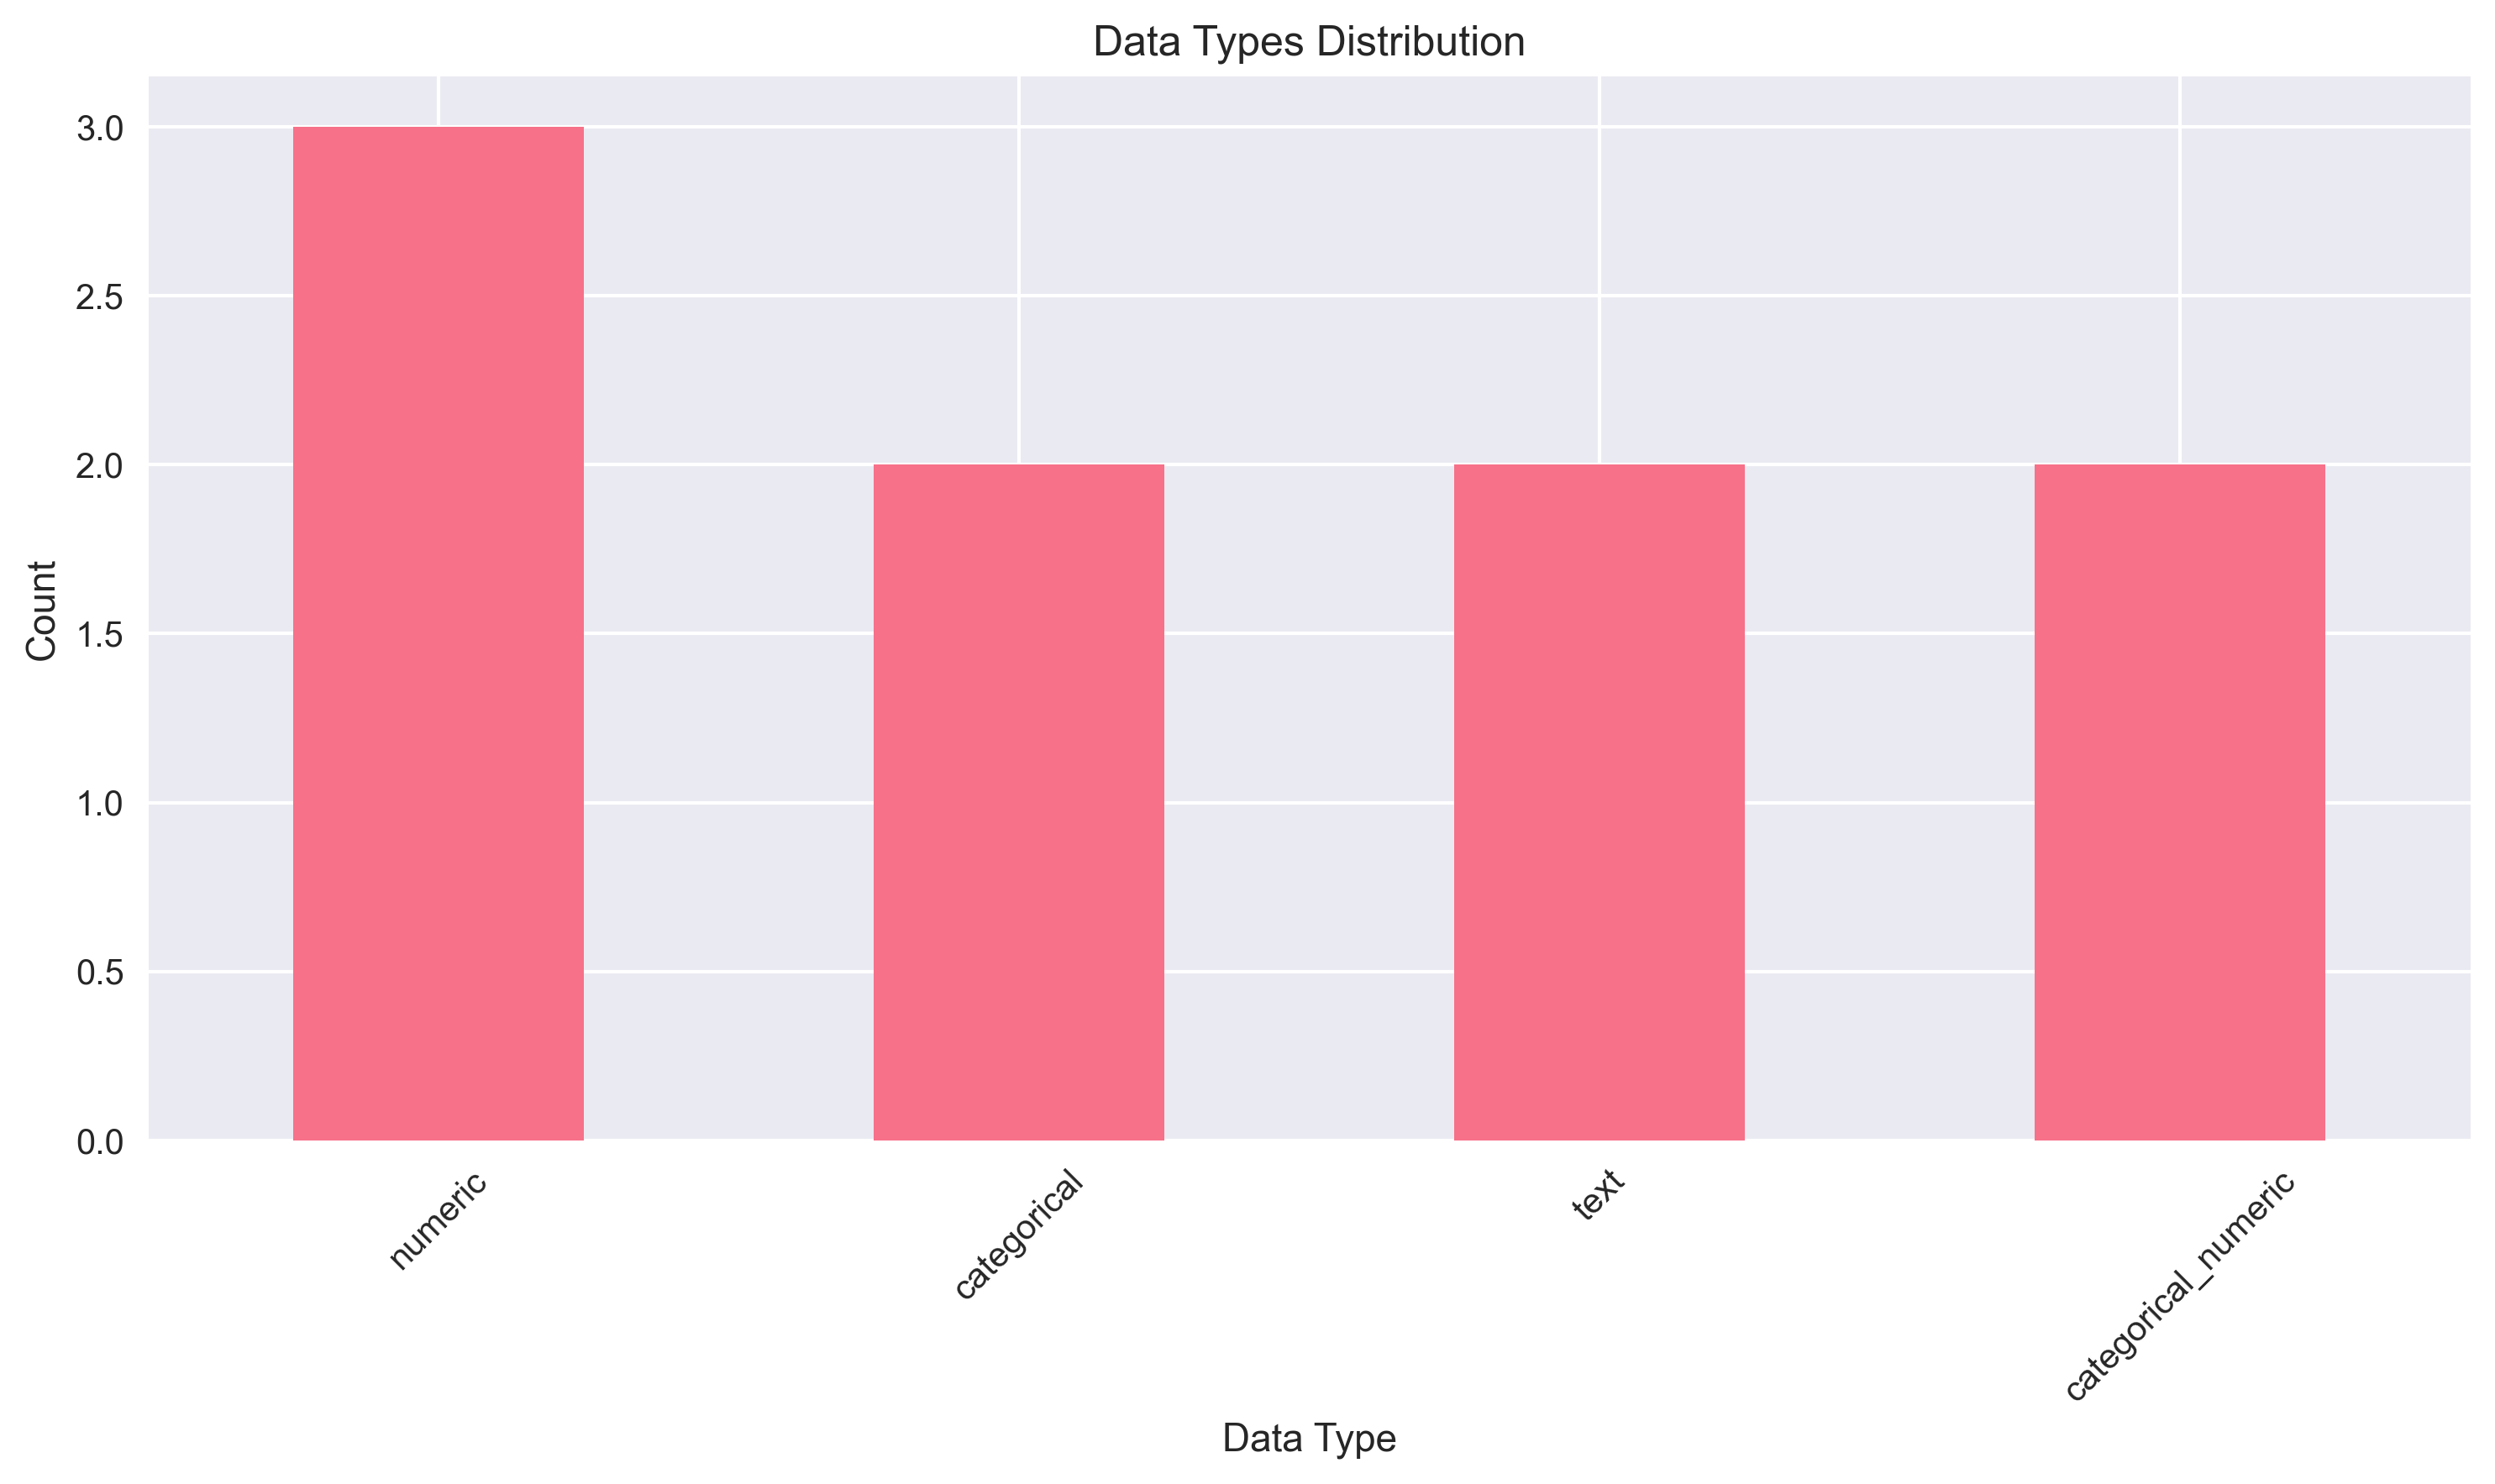 Data Types Distribution
3.0
2.5
2.0
1.5
1.0
0.5
0.0
Count
numeric
categorical
text
categorical_numeric
Data Type